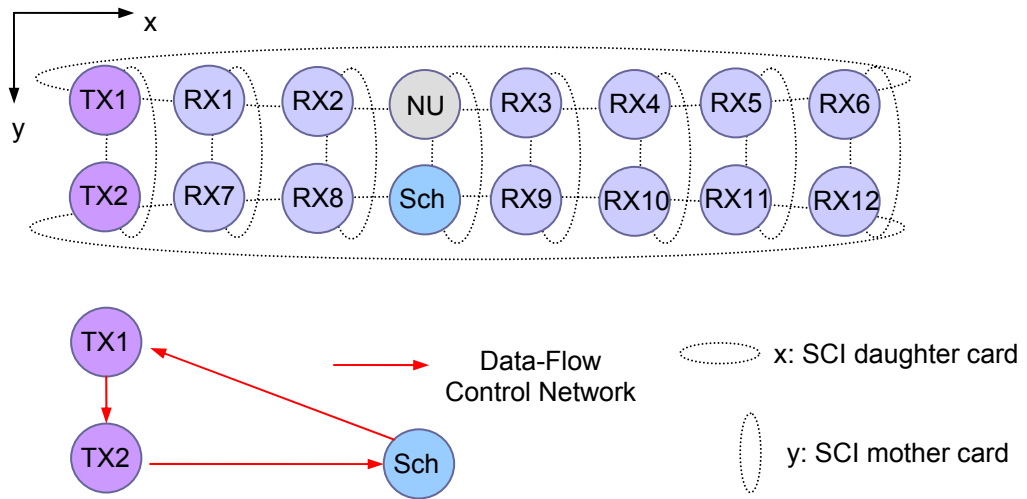 x
y
TX1 RX1 RX2 NU RX3 RX4 RX5 RX6
TX2 RX7 RX8 Sch RX9 RX10 RX11 RX12
TX1
TX2
Sch
Data-Flow
Control Network
x: SCI daughter card
y: SCI mother card